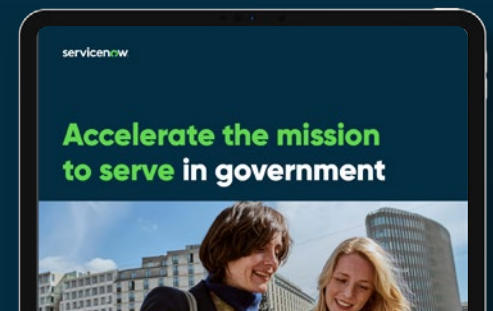 servicenow
Accelerate the mission
to serve in government